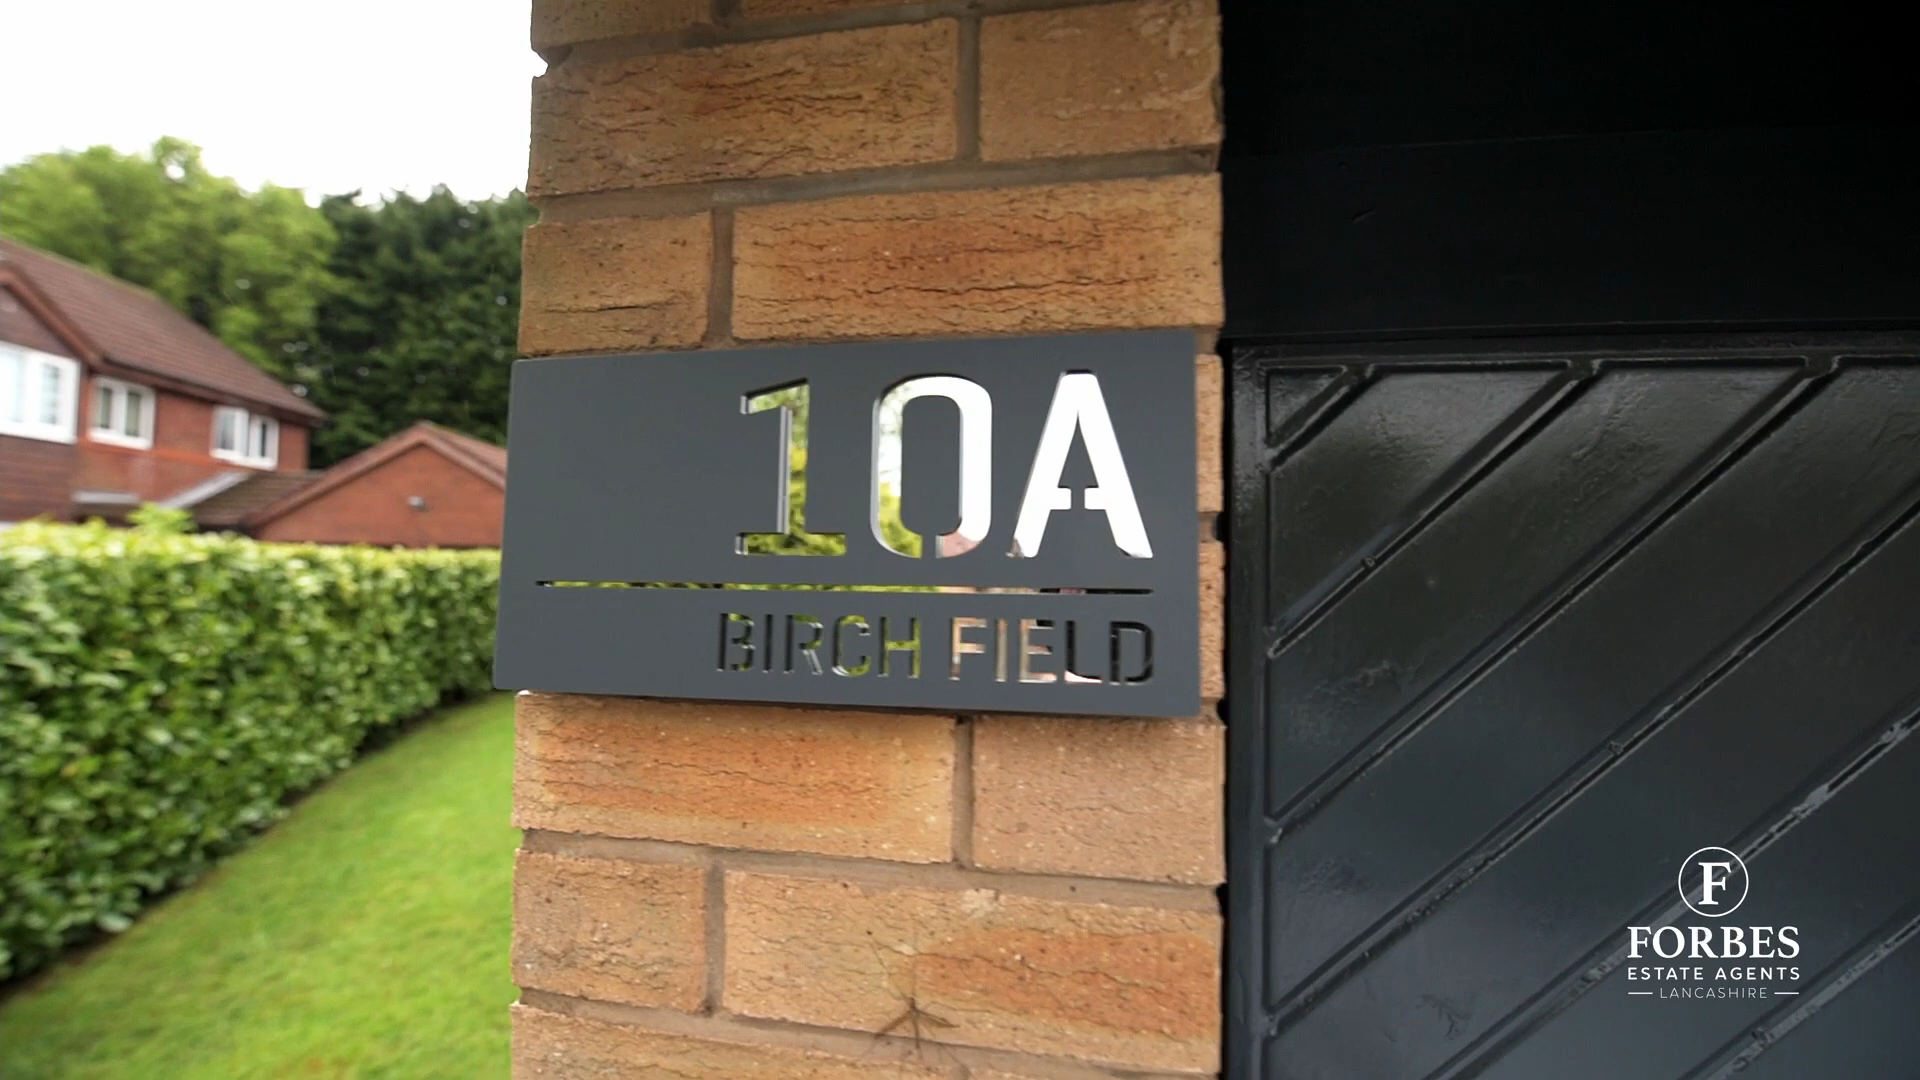 10A
BIRCH FIELD
F
FORBES
ESTATE AGENTS
LANCASHIRE